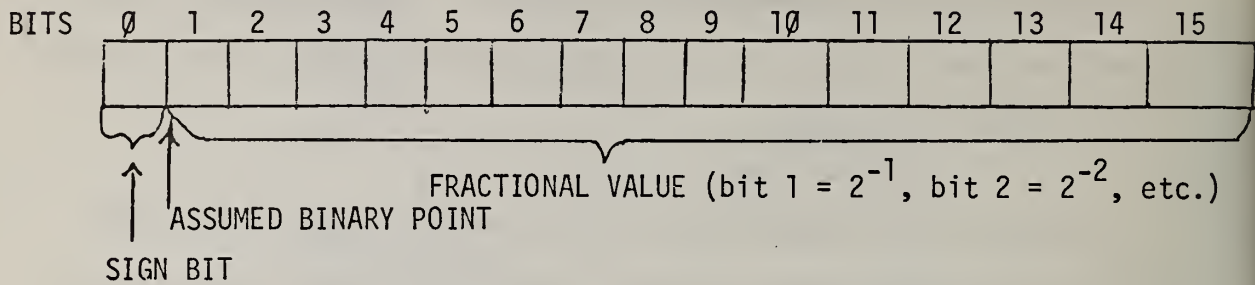 BITS Ø 1 2 3 4 5 6 7 8 9 1Ø 11 12 13 14 15
FRACTIONAL VALUE (bit 1 = 2⁻¹, bit 2 = 2⁻², etc.)
ASSUMED BINARY POINT
SIGN BIT